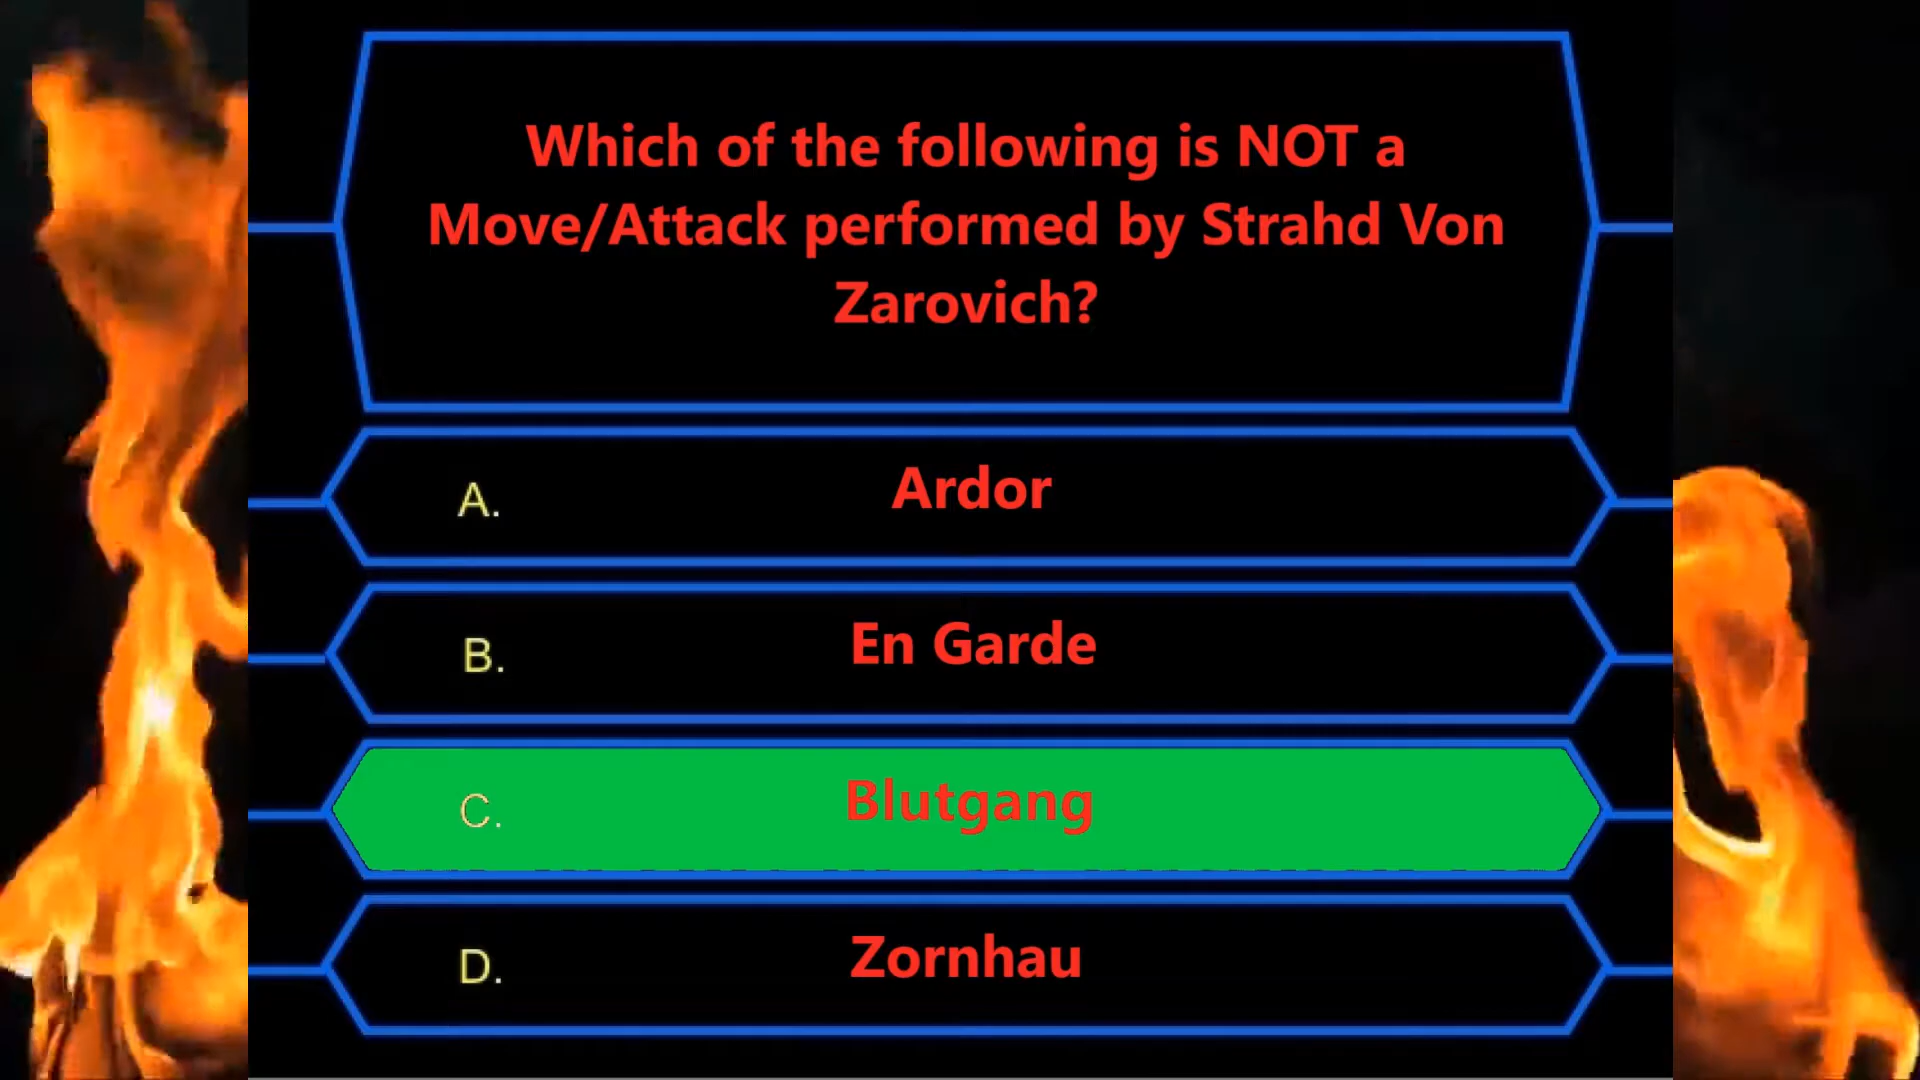 Which of the following is NOT a
Move/Attack performed by Strahd Von
Zarovich?
A. Ardor
B. En Garde
C. Blutgang
D. Zornhau